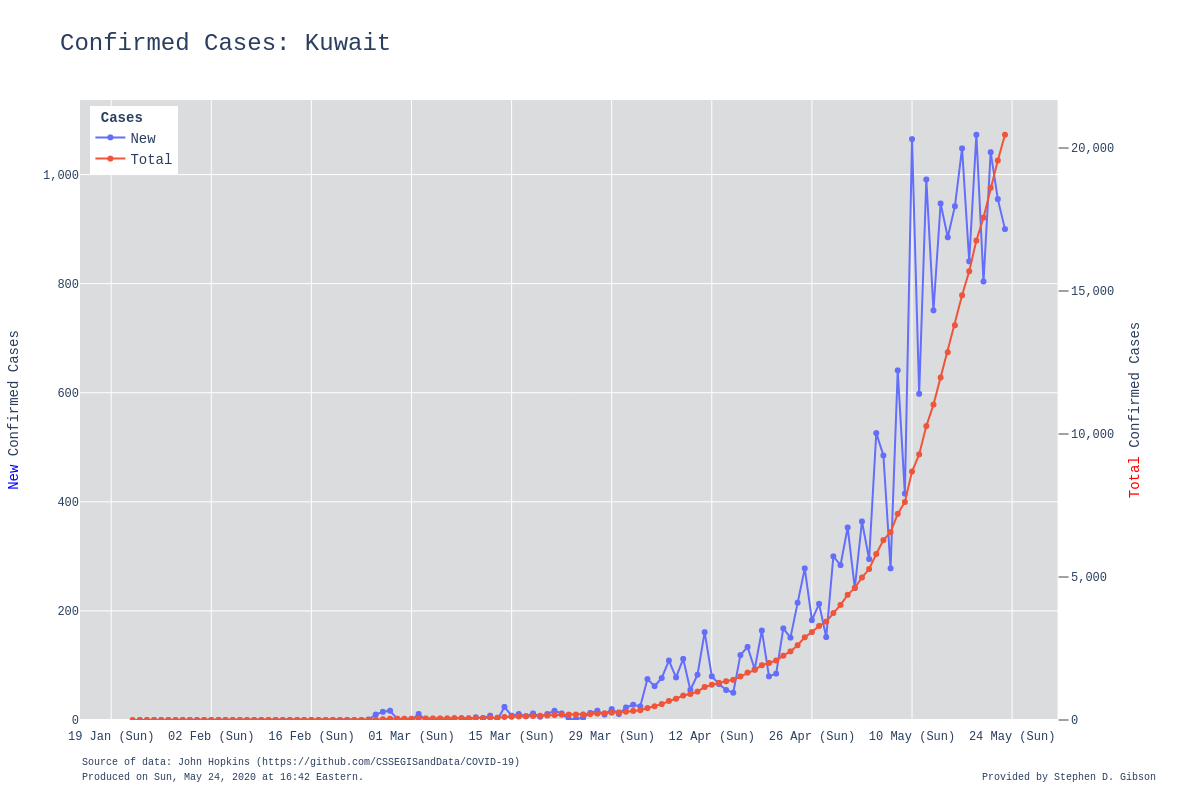 Confirmed Cases: Kuwait
Cases
New
Total
1,000
800
600
400
200
0
20,000
15,000
10,000
5,000
0
New Confirmed Cases
Total Confirmed Cases
19 Jan (Sun) 02 Feb (Sun) 16 Feb (Sun) 01 Mar (Sun) 15 Mar (Sun) 29 Mar (Sun) 12 Apr (Sun) 26 Apr (Sun) 10 May (Sun) 24 May (Sun)
Source of data: John Hopkins (https://github.com/CSSEGISandData/COVID-19)
Produced on Sun, May 24, 2020 at 16:42 Eastern.
Provided by Stephen D. Gibson